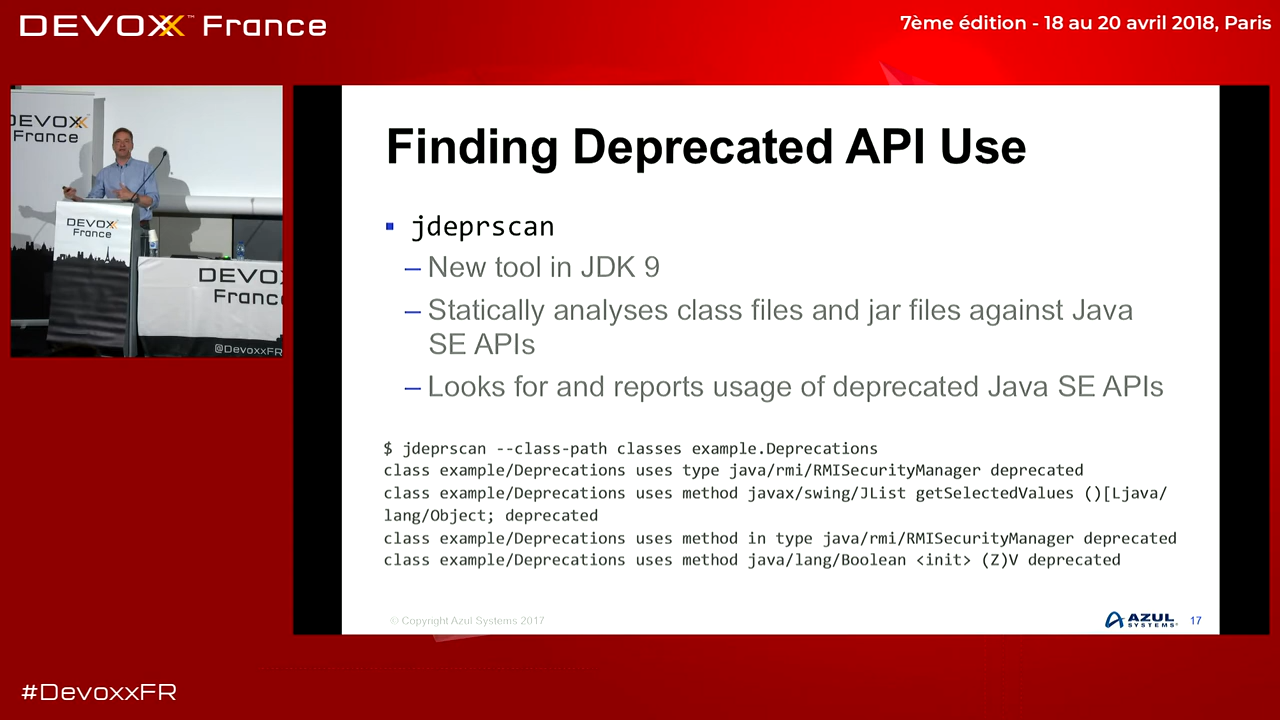 DEVOXX™ France
7ème édition - 18 au 20 avril 2018, Paris
DEVOXX™
France
DEVOXX
France
DEVO
Franc
@DevoxxFR
Finding Deprecated API Use
▪ jdeprscan
– New tool in JDK 9
– Statically analyses class files and jar files against Java
SE APIs
– Looks for and reports usage of deprecated Java SE APIs
$ jdeprscan --class-path classes example.Deprecations
class example/Deprecations uses type java/rmi/RMISecurityManager deprecated
class example/Deprecations uses method javax/swing/JList getSelectedValues ()[Ljava/
lang/Object; deprecated
class example/Deprecations uses method in type java/rmi/RMISecurityManager deprecated
class example/Deprecations uses method java/lang/Boolean <init> (Z)V deprecated
© Copyright Azul Systems 2017
AZUL
SYSTEMS
17
#DevoxxFR